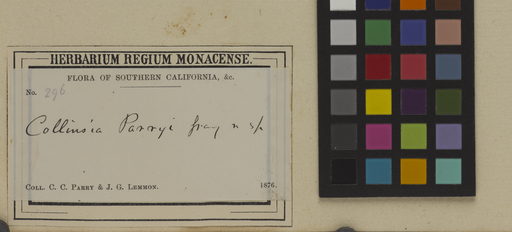 HERBARIUM REGIUM MONACENSE.
FLORA OF SOUTHERN CALIFORNIA, &c.
No. 296
Collinsia Parryi Gray n. sp.
COLL. C. C. PARRY & J. G. LEMMON. 1876.